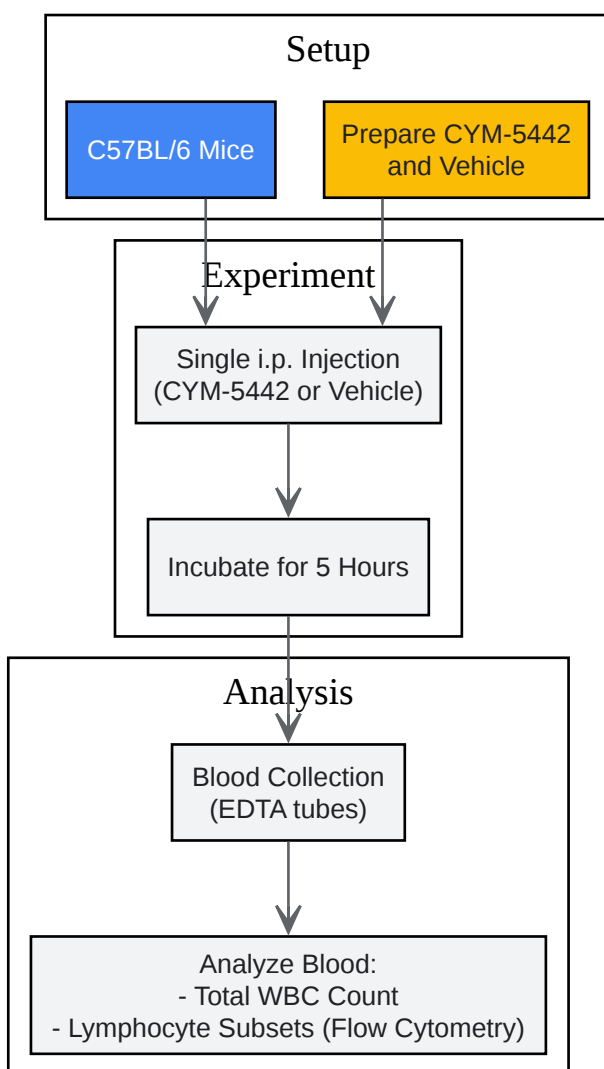 Setup
C57BL/6 Mice
Prepare CYM-5442
and Vehicle
Experiment
Single i.p. Injection
(CYM-5442 or Vehicle)
Incubate for 5 Hours
Analysis
Blood Collection
(EDTA tubes)
Analyze Blood:
- Total WBC Count
- Lymphocyte Subsets (Flow Cytometry)